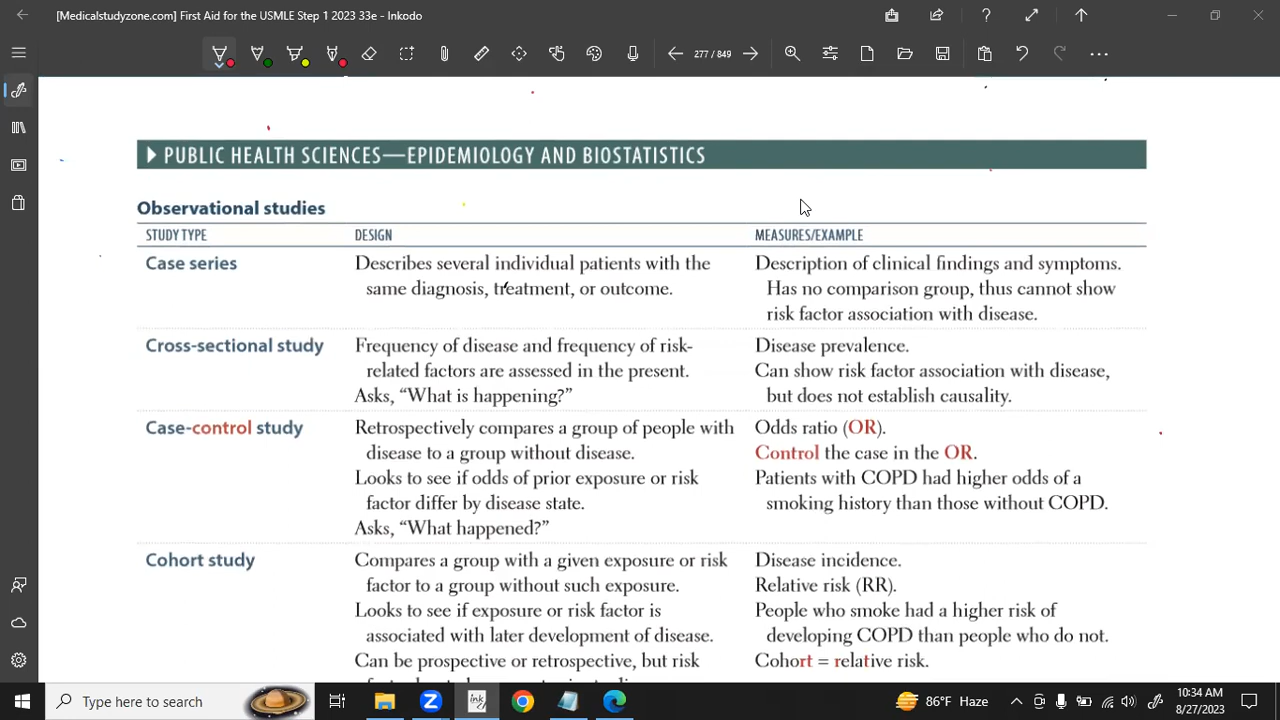 [Medicalstudyzone.com] First Aid for the USMLE Step 1 2023 33e - Inkodo
277 / 849
PUBLIC HEALTH SCIENCES—EPIDEMIOLOGY AND BIOSTATISTICS
Observational studies
STUDY TYPE DESIGN MEASURES/EXAMPLE
Case series Describes several individual patients with the Description of clinical findings and symptoms.
same diagnosis, treatment, or outcome. Has no comparison group, thus cannot show
risk factor association with disease.
Cross-sectional study Frequency of disease and frequency of risk- Disease prevalence.
related factors are assessed in the present. Can show risk factor association with disease,
Asks, “What is happening?” but does not establish causality.
Case-control study Retrospectively compares a group of people with Odds ratio (OR).
disease to a group without disease. Control the case in the OR.
Looks to see if odds of prior exposure or risk Patients with COPD had higher odds of a
factor differ by disease state. smoking history than those without COPD.
Asks, “What happened?”
Cohort study Compares a group with a given exposure or risk Disease incidence.
factor to a group without such exposure. Relative risk (RR).
Looks to see if exposure or risk factor is People who smoke had a higher risk of
associated with later development of disease. developing COPD than people who do not.
Can be prospective or retrospective, but risk Cohort = relative risk.
Type here to search
ink
86°F Haze
10:34 AM
8/27/2023